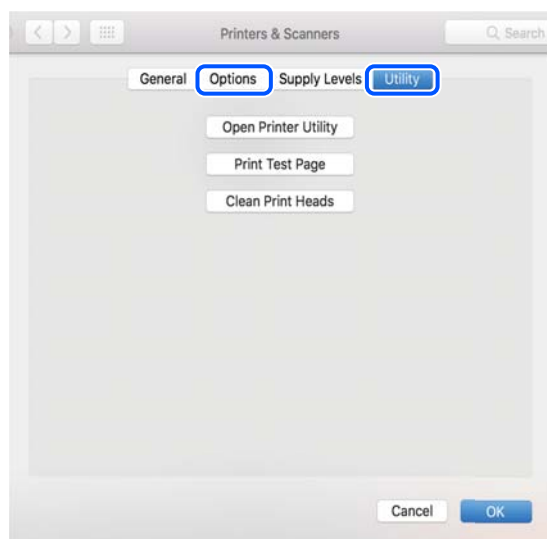 Printers & Scanners
Search
General Options Supply Levels Utility
Open Printer Utility
Print Test Page
Clean Print Heads
Cancel OK